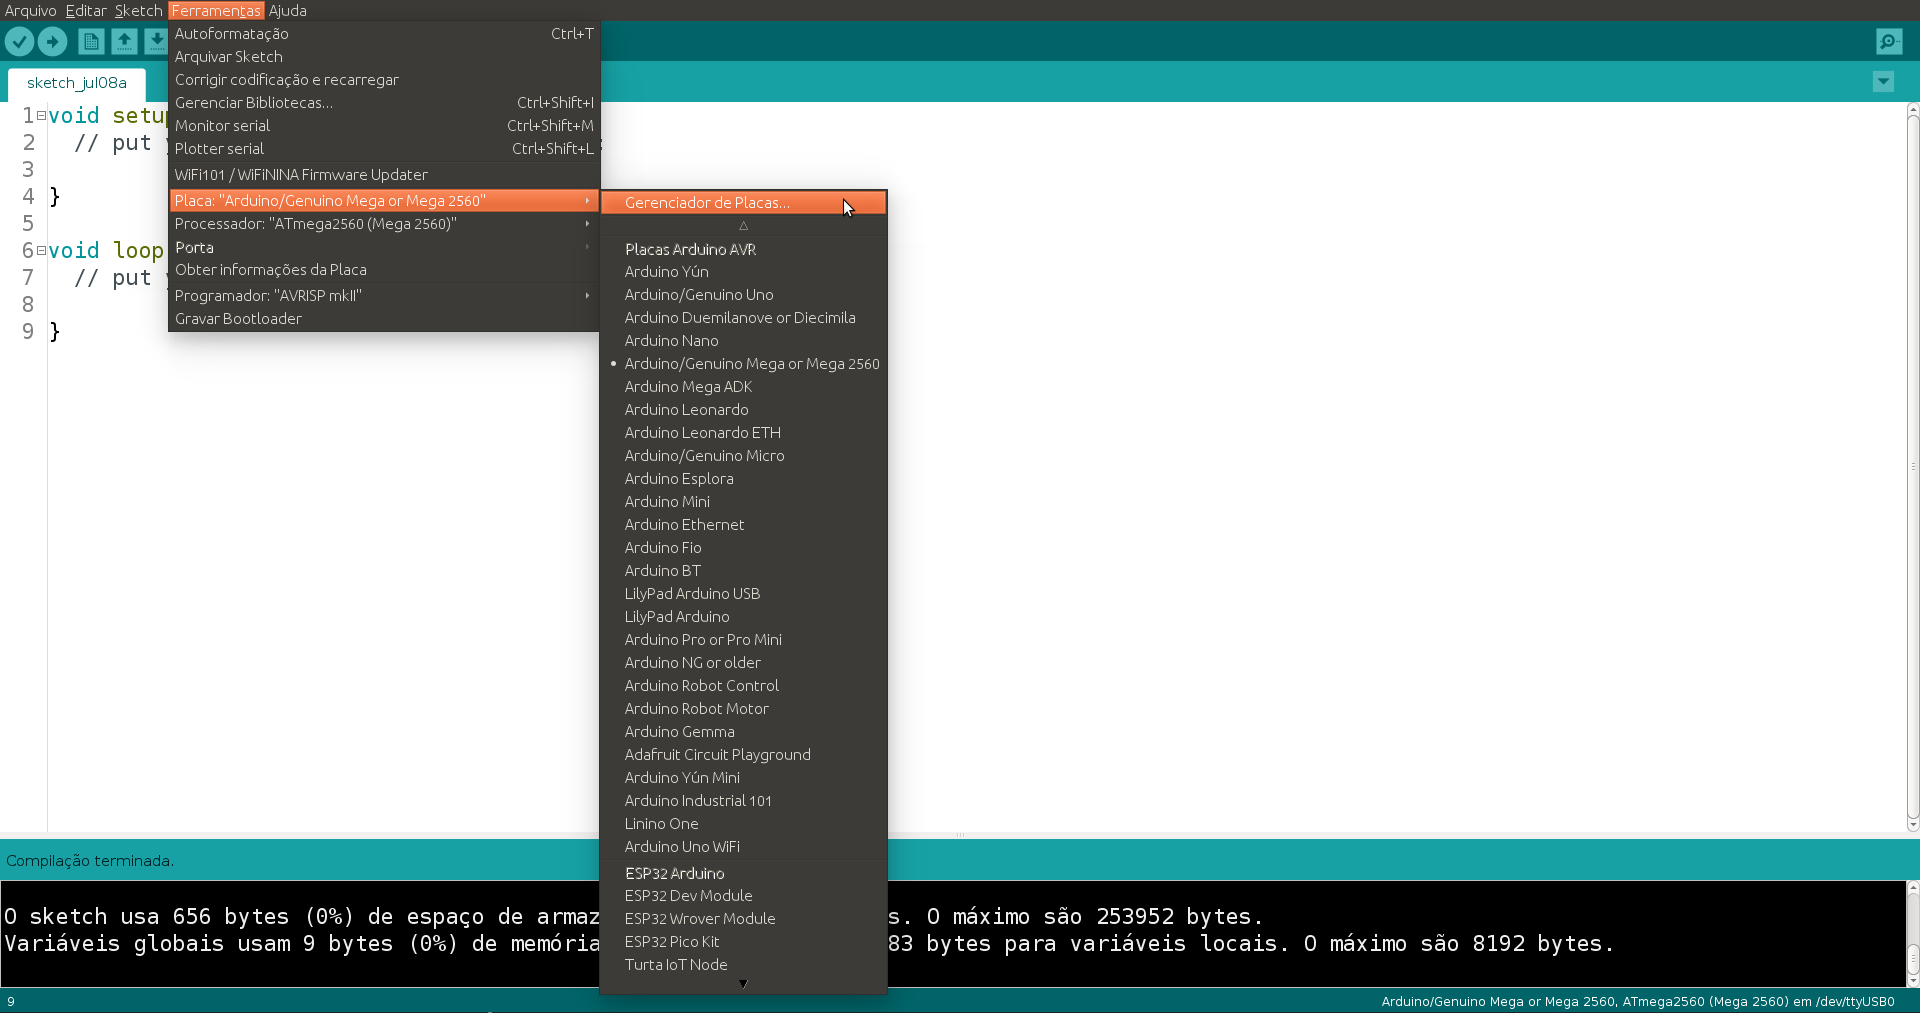 Arquivo Editar Sketch Ferramentas Ajuda
sketch_jul08a
Autoformatação Ctrl+T
Arquivar Sketch
Corrigir codificação e recarregar
Gerenciar Bibliotecas... Ctrl+Shift+I
Monitor serial Ctrl+Shift+M
Plotter serial Ctrl+Shift+L
WiFi101 / WiFiNINA Firmware Updater
Placa: "Arduino/Genuino Mega or Mega 2560"
Processador: "ATmega2560 (Mega 2560)"
Porta
Obter informações da Placa
Programador: "AVRISP mkII"
Gravar Bootloader
1 void setup
2 // put
3
4 }
5
6 void loop
7 // put
8
9 }
Gerenciador de Placas...
Placas Arduino AVR
Arduino Yún
Arduino/Genuino Uno
Arduino Duemilanove or Diecimila
Arduino Nano
• Arduino/Genuino Mega or Mega 2560
Arduino Mega ADK
Arduino Leonardo
Arduino Leonardo ETH
Arduino/Genuino Micro
Arduino Esplora
Arduino Mini
Arduino Ethernet
Arduino Fio
Arduino BT
LilyPad Arduino USB
LilyPad Arduino
Arduino Pro or Pro Mini
Arduino NG or older
Arduino Robot Control
Arduino Robot Motor
Arduino Gemma
Adafruit Circuit Playground
Arduino Yún Mini
Arduino Industrial 101
Linino One
Arduino Uno WiFi
ESP32 Arduino
ESP32 Dev Module
ESP32 Wrover Module
ESP32 Pico Kit
Turta IoT Node
Compilação terminada.
O sketch usa 656 bytes (0%) de espaço de armaz s. O máximo são 253952 bytes.
Variáveis globais usam 9 bytes (0%) de memória 83 bytes para variáveis locais. O máximo são 8192 bytes.
9
Arduino/Genuino Mega or Mega 2560, ATmega2560 (Mega 2560) em /dev/ttyUSB0